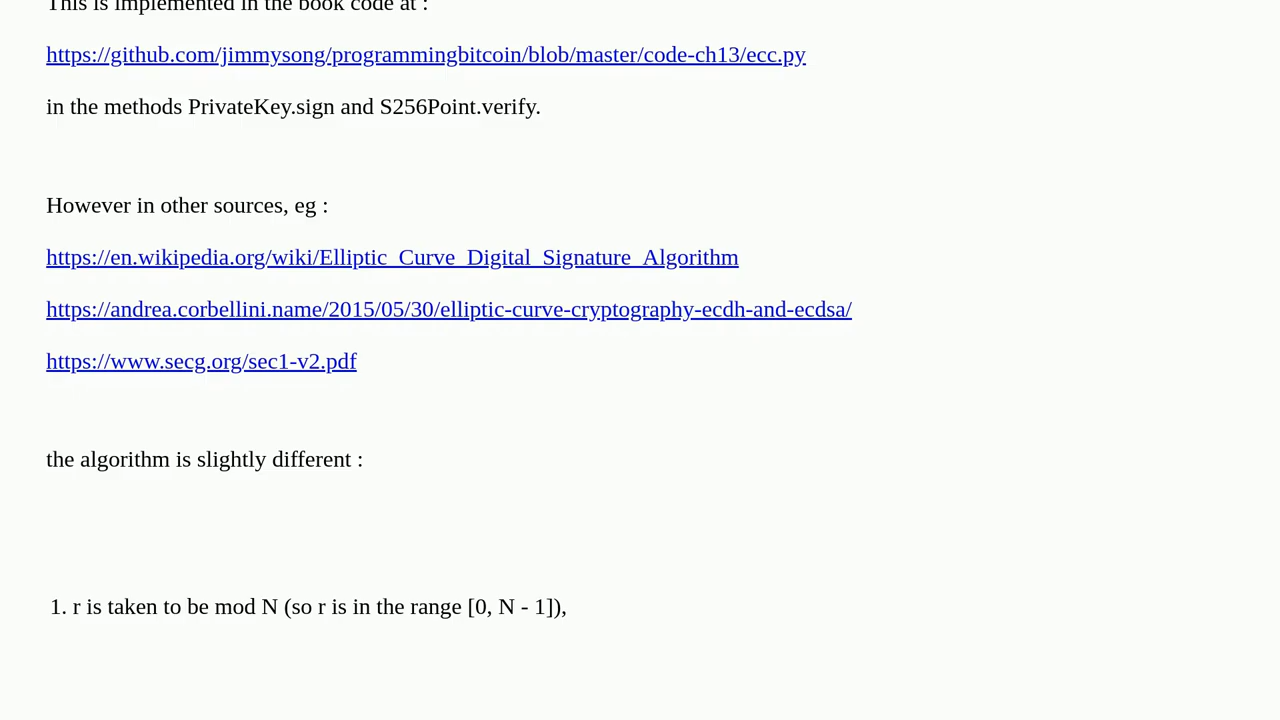 This is implemented in the book code at :
https://github.com/jimmysong/programmingbitcoin/blob/master/code-ch13/ecc.py
in the methods PrivateKey.sign and S256Point.verify.
However in other sources, eg :
https://en.wikipedia.org/wiki/Elliptic_Curve_Digital_Signature_Algorithm
https://andrea.corbellini.name/2015/05/30/elliptic-curve-cryptography-ecdh-and-ecdsa/
https://www.secg.org/sec1-v2.pdf
the algorithm is slightly different :
1. r is taken to be mod N (so r is in the range [0, N - 1]),